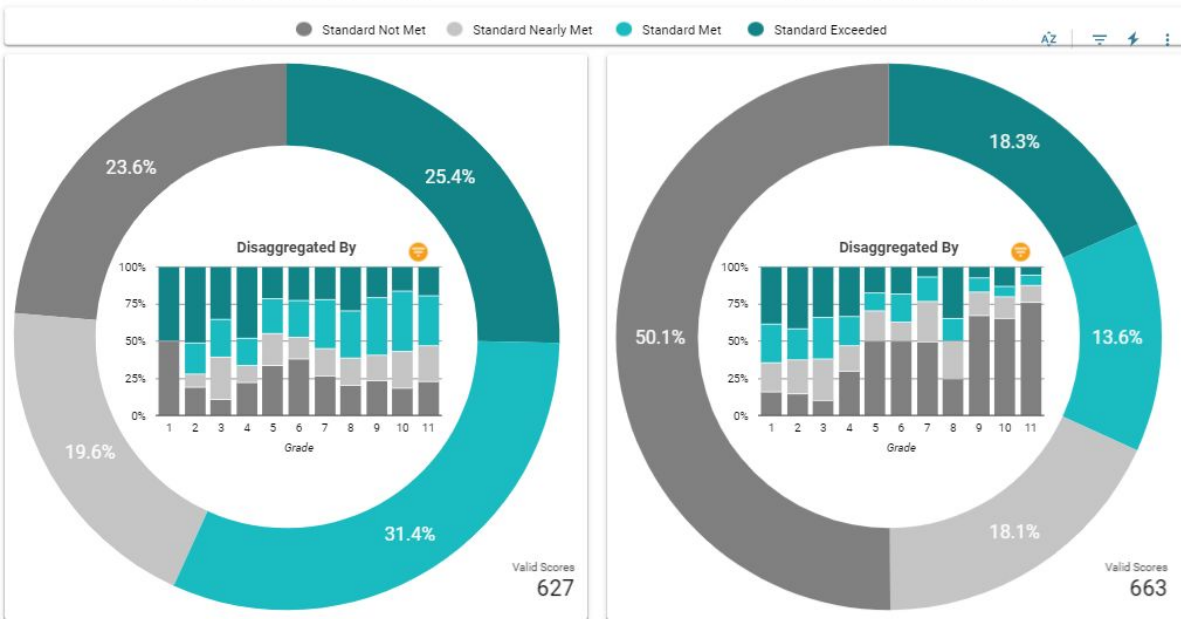 Standard Not Met Standard Nearly Met Standard Met Standard Exceeded
AZ
23.6%
25.4%
19.6%
31.4%
Disaggregated By
100%
75%
50%
25%
0%
1 2 3 4 5 6 7 8 9 10 11
Grade
Valid Scores
627
18.3%
50.1%
13.6%
18.1%
Disaggregated By
100%
75%
50%
25%
0%
1 2 3 4 5 6 7 8 9 10 11
Grade
Valid Scores
663